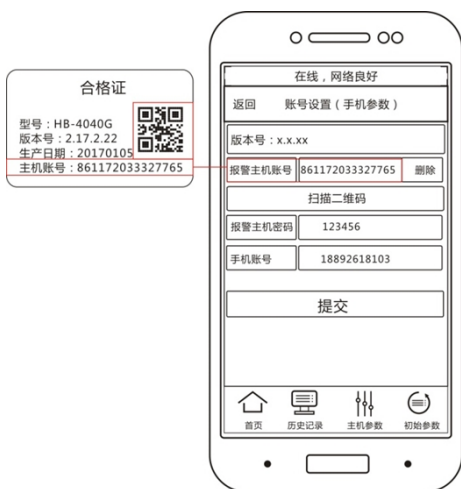 合格证
型号：HB-4040G
版本号：2.17.2.22
生产日期：20170105
主机账号：861172033327765
在线，网络良好
返回 账号设置（手机参数）
版本号：x.x.xx
报警主机账号 861172033327765 删除
扫描二维码
报警主机密码 123456
手机账号 18892618103
提交
首页 历史记录 主机参数 初始参数